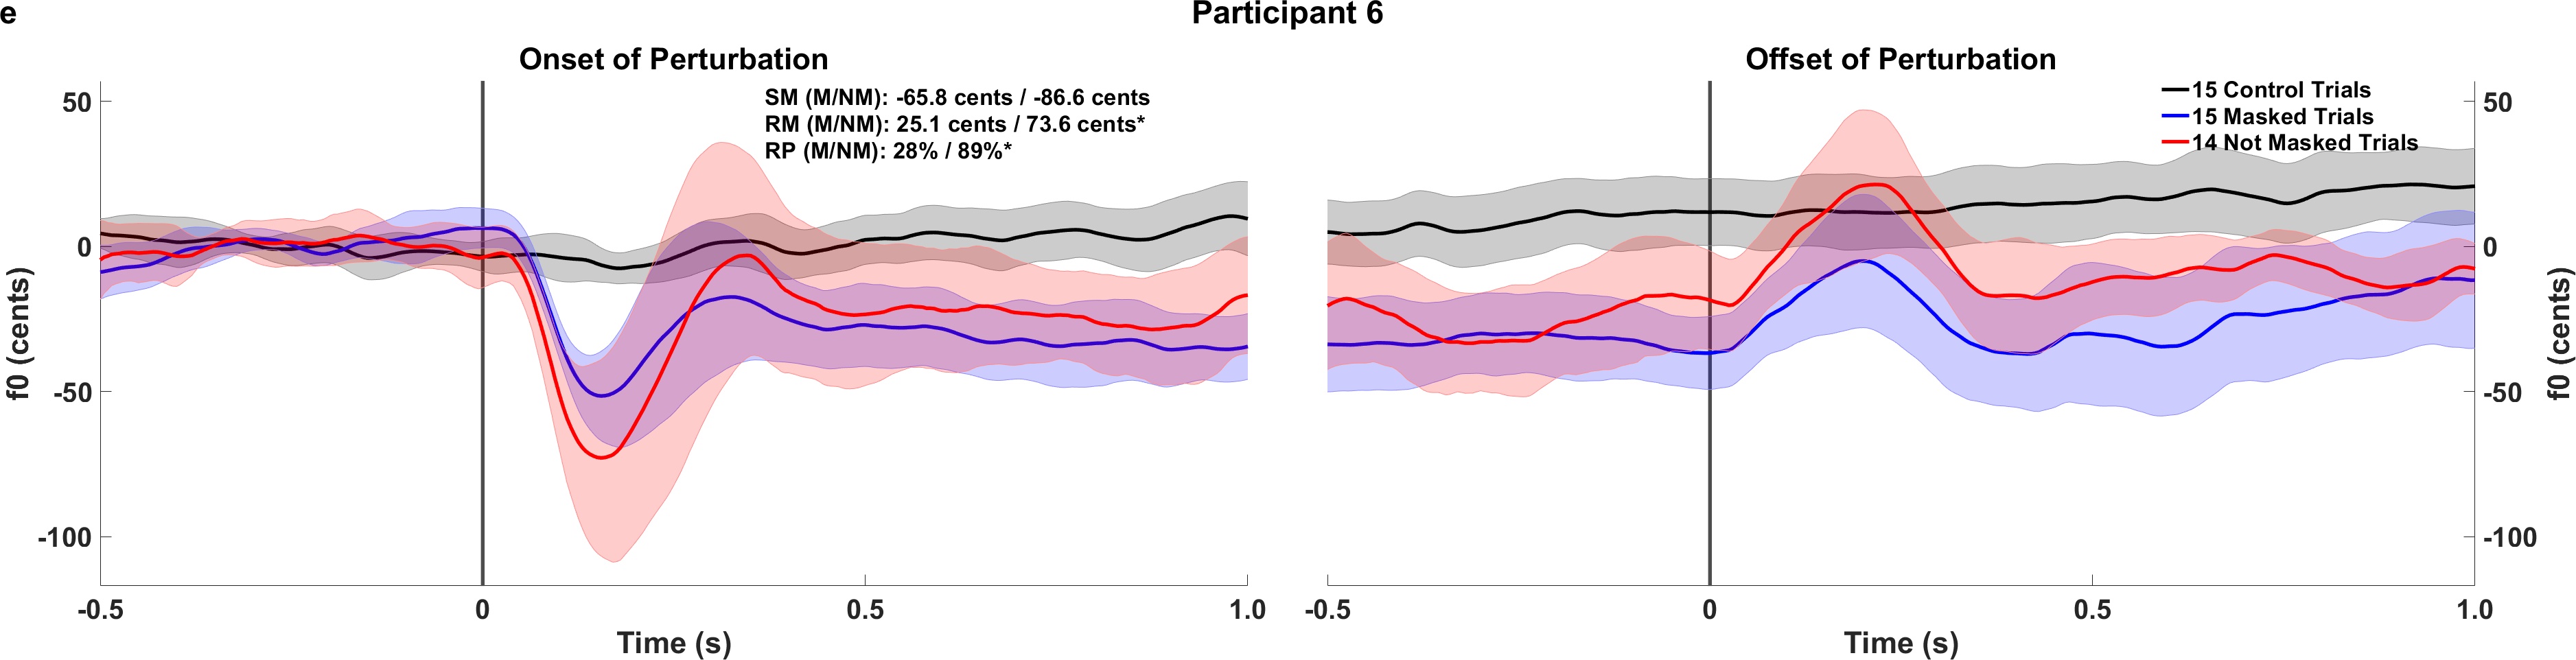 e
Participant 6
Onset of Perturbation
SM (M/NM): -65.8 cents / -86.6 cents
RM (M/NM): 25.1 cents / 73.6 cents*
RP (M/NM): 28% / 89%*
50
0
-50
-100
f0 (cents)
-0.5
0
0.5
1.0
Time (s)
Offset of Perturbation
15 Control Trials
15 Masked Trials
14 Not Masked Trials
50
0
-50
-100
f0 (cents)
-0.5
0
0.5
1.0
Time (s)